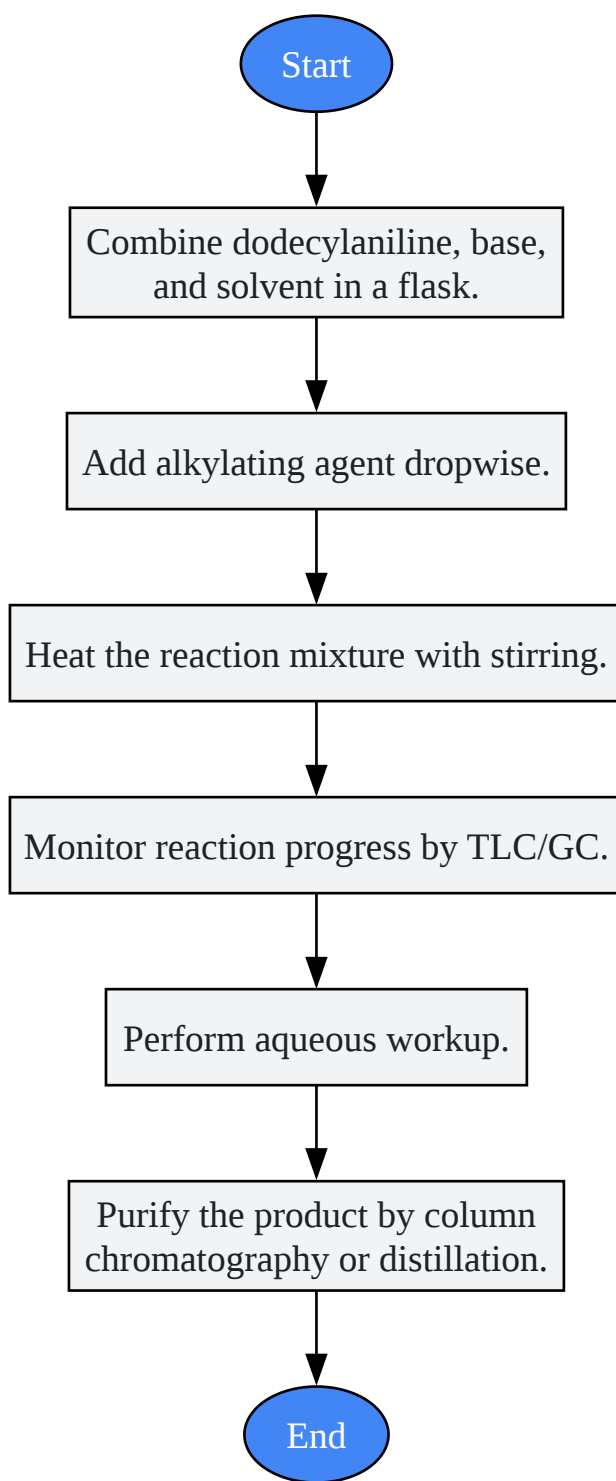 Start
Combine dodecylaniline, base,
and solvent in a flask.
Add alkylating agent dropwise.
Heat the reaction mixture with stirring.
Monitor reaction progress by TLC/GC.
Perform aqueous workup.
Purify the product by column
chromatography or distillation.
End